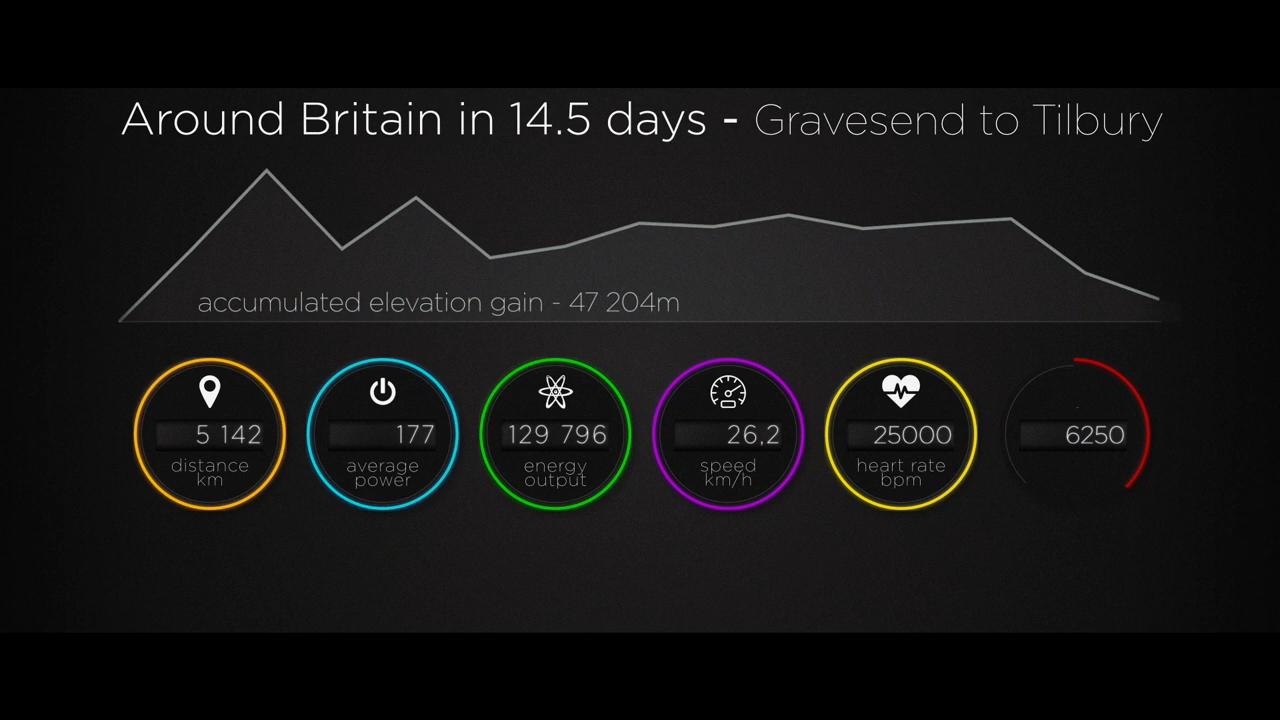 Around Britain in 14.5 days - Gravesend to Tilbury
accumulated elevation gain - 47 204m
5 142
distance
km
177
average
power
129 796
energy
output
26,2
speed
km/h
25000
heart rate
bpm
6250